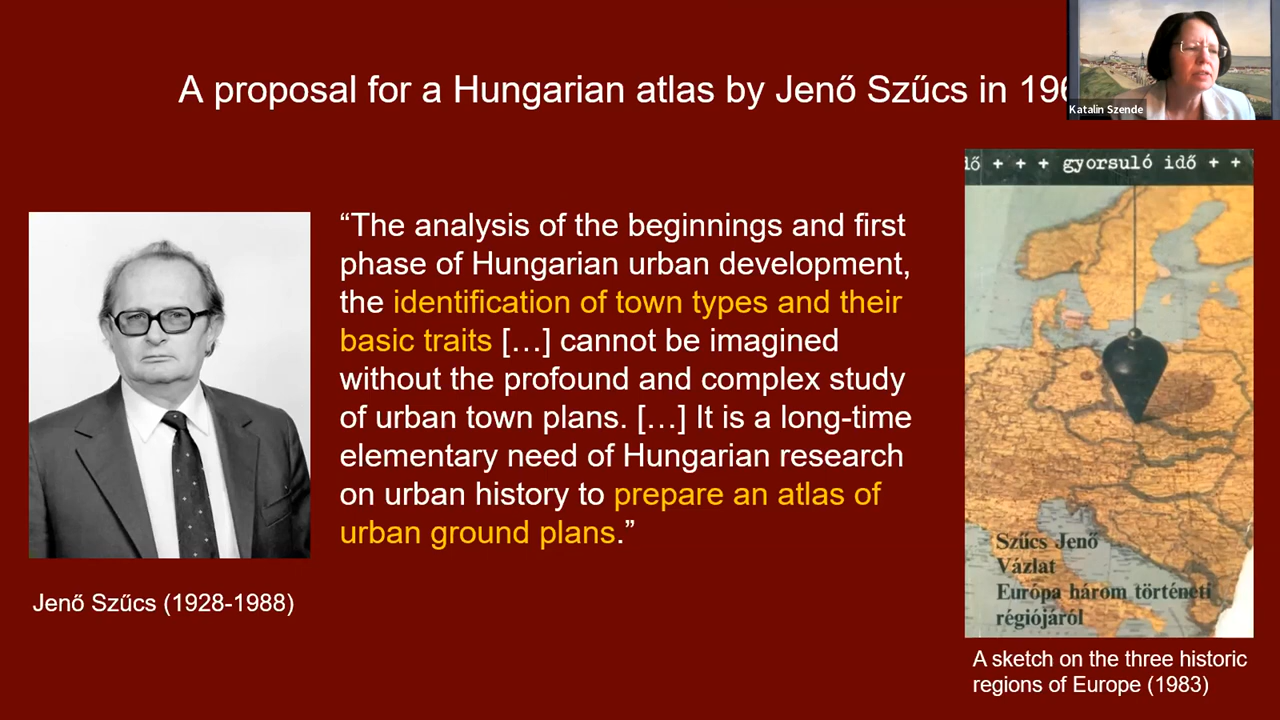 A proposal for a Hungarian atlas by Jenő Szűcs in 196
Katalin Szende
dő + + + gyorsuló idő + +
“The analysis of the beginnings and first
phase of Hungarian urban development,
the identification of town types and their
basic traits […] cannot be imagined
without the profound and complex study
of urban town plans. […] It is a long-time
elementary need of Hungarian research
on urban history to prepare an atlas of
urban ground plans.”
Szűcs Jenő
Vázlat
Európa három történeti
régiójáról
Jenő Szűcs (1928-1988)
A sketch on the three historic
regions of Europe (1983)